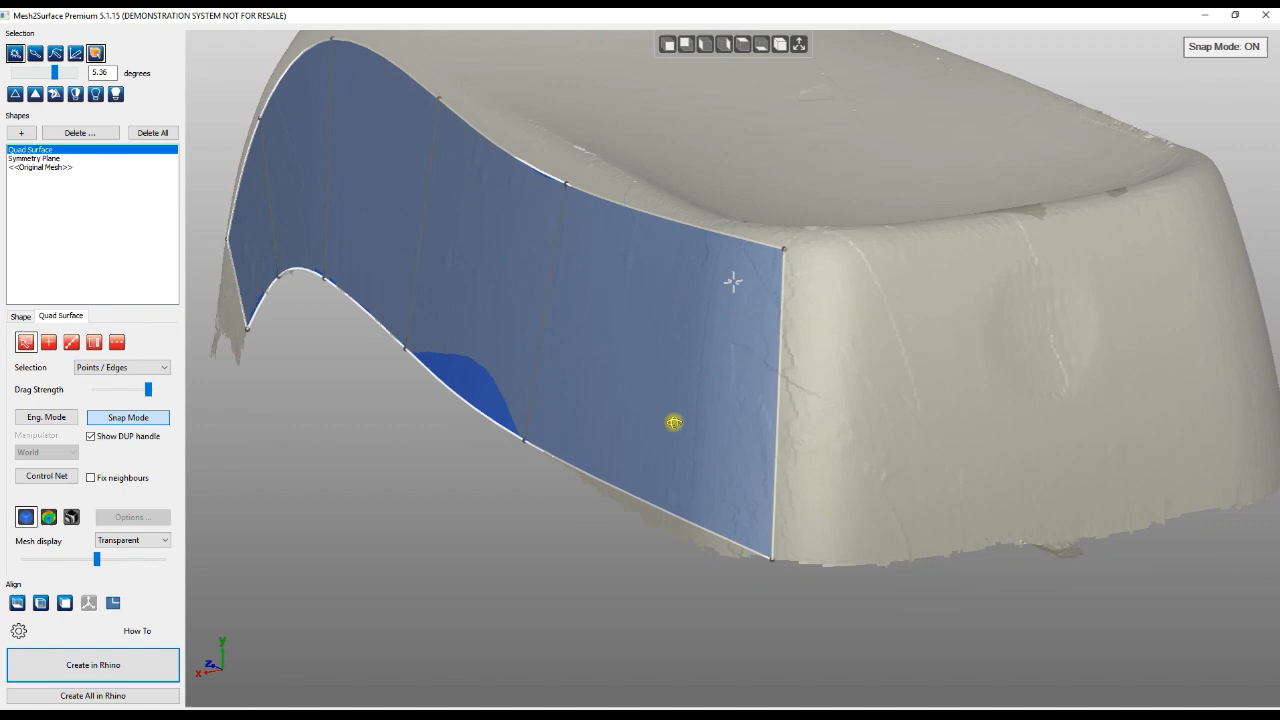 Mesh2Surface Premium 5.1.15 (DEMONSTRATION SYSTEM NOT FOR RESALE)
Selection
5.36 degrees
Shapes
+ Delete ... Delete All
Quad Surface
Symmetry Plane
<<Original Mesh>>
Shape Quad Surface
Selection Points / Edges
Drag Strength
Eng. Mode Snap Mode
Manipulator Show DUP handle
World
Control Net Fix neighbours
Options ...
Mesh display Transparent
Align
How To
Create in Rhino
Create All in Rhino
Snap Mode: ON
y
z
x